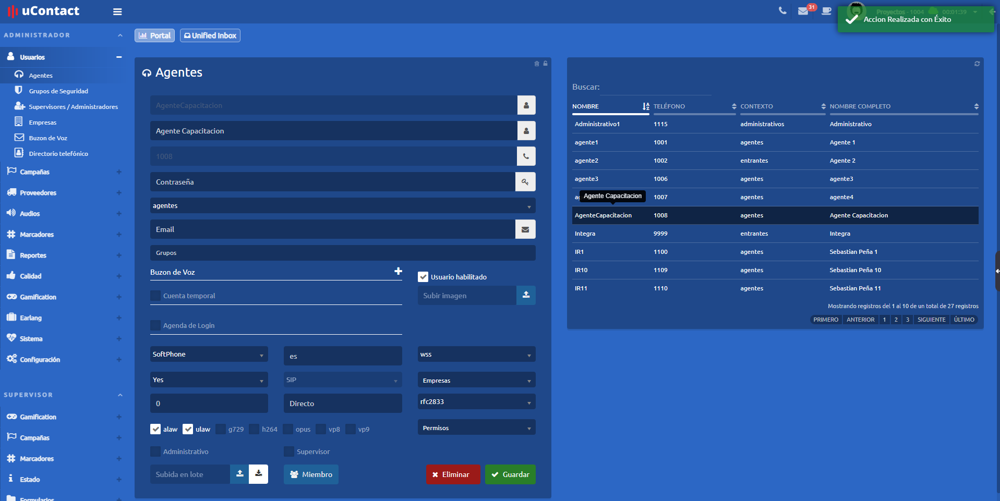 uContact
31
Proyectos - 1004
00:01:39
Accion Realizada con Éxito
ADMINISTRADOR
Usuarios
Agentes
Grupos de Seguridad
Supervisores / Administradores
Empresas
Buzon de Voz
Directorio telefónico
Campañas
Proveedores
Audios
Marcadores
Reportes
Calidad
Gamification
Earlang
Sistema
Configuración
SUPERVISOR
Gamification
Campañas
Marcadores
Estado
Formularios
Portal
Unified Inbox
Agentes
AgenteCapacitacion
Agente Capacitacion
1008
Contraseña
agentes
Email
Grupos
Buzon de Voz
Usuario habilitado
Cuenta temporal
Subir imagen
Agenda de Login
SoftPhone es wss
Yes SIP Empresas
0 Directo rfc2833
alaw ulaw g729 h264 opus vp8 vp9
Permisos
Administrativo Supervisor
Subida en lote
Miembro
Eliminar
Guardar
Buscar:
NOMBRE TELÉFONO CONTEXTO NOMBRE COMPLETO
Administrativo1 1115 administrativos Administrativo
agente1 1001 agentes Agente 1
agente2 1002 entrantes Agente 2
agente3 1006 agentes agente3
1007 agentes agente4
Agente Capacitacion
AgenteCapacitacion 1008 agentes Agente Capacitacion
Integra 9999 entrantes Integra
IR1 1100 agentes Sebastian Peña 1
IR10 1109 agentes Sebastian Peña 10
IR11 1110 agentes Sebastian Peña 11
Mostrando registros del 1 al 10 de un total de 27 registros
PRIMERO ANTERIOR 1 2 3 SIGUIENTE ÚLTIMO